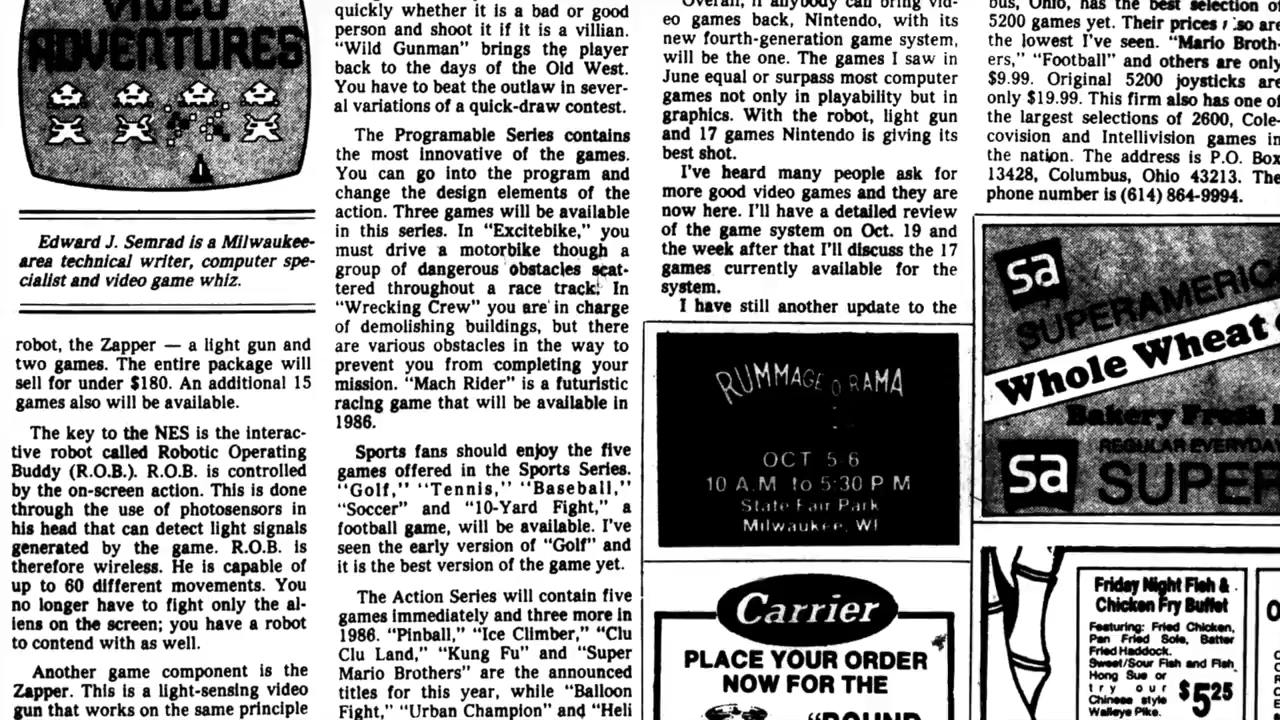 VIDEO
ADVENTURES
Edward J. Semrad is a Milwaukee-
area technical writer, computer spe-
cialist and video game whiz.
robot, the Zapper — a light gun and
two games. The entire package will
sell for under $180. An additional 15
games also will be available.
The key to the NES is the interac-
tive robot called Robotic Operating
Buddy (R.O.B.). R.O.B. is controlled
by the on-screen action. This is done
through the use of photosensors in
his head that can detect light signals
generated by the game. R.O.B. is
therefore wireless. He is capable of
up to 60 different movements. You
no longer have to fight only the al-
iens on the screen; you have a robot
to contend with as well.
Another game component is the
Zapper. This is a light-sensing video
gun that works on the same principle
quickly whether it is a bad or good
person and shoot it if it is a villian.
“Wild Gunman” brings the player
back to the days of the Old West.
You have to beat the outlaw in sever-
al variations of a quick-draw contest.
The Programable Series contains
the most innovative of the games.
You can go into the program and
change the design elements of the
action. Three games will be available
in this series. In “Excitebike,” you
must drive a motorbike though a
group of dangerous obstacles scat-
tered throughout a race track. In
“Wrecking Crew” you are in charge
of demolishing buildings, but there
are various obstacles in the way to
prevent you from completing your
mission. “Mach Rider” is a futuristic
racing game that will be available in
1986.
Sports fans should enjoy the five
games offered in the Sports Series.
“Golf,” “Tennis,” “Baseball,”
“Soccer” and “10-Yard Fight,” a
football game, will be available. I’ve
seen the early version of “Golf” and
it is the best version of the game yet.
The Action Series will contain five
games immediately and three more in
1986. “Pinball,” “Ice Climber,” “Clu
Clu Land,” “Kung Fu” and “Super
Mario Brothers” are the announced
titles for this year, while “Balloon
Fight,” “Urban Champion” and “Heli
Overall, if anybody can bring vid-
eo games back, Nintendo, with its
new fourth-generation game system,
will be the one. The games I saw in
June equal or surpass most computer
games not only in playability but in
graphics. With the robot, light gun
and 17 games Nintendo is giving its
best shot.
I’ve heard many people ask for
more good video games and they are
now here. I’ll have a detailed review
of the game system on Oct. 19 and
the week after that I’ll discuss the 17
games currently available for the
system.
I have still another update to the
RUMMAGE O RAMA
OCT 5-6
10 A.M to 5:30 P M
State Fair Park
Milwaukee, WI
Carrier
PLACE YOUR ORDER
NOW FOR THE
“ROUND
bus, Ohio, has the best selection of
5200 games yet. Their prices also are
the lowest I’ve seen. “Mario Broth-
ers,” “Football” and others are only
$9.99. Original 5200 joysticks are
only $19.99. This firm also has one of
the largest selections of 2600, Cole-
covision and Intellivision games in
the nation. The address is P.O. Box
13428, Columbus, Ohio 43213. The
phone number is (614) 864-9994.
sa
SUPERAMERIC
Whole Wheat
Bakery Fresh
sa
REGULAR EVERYDA
SUPER
Friday Night Fish &
Chicken Fry Buffet
Featuring: Fried Chicken,
Pan Fried Sole, Batter
Fried Haddock.
Sweet/Sour Fish and Fish,
Hong Sue or
try our
Chinese style
Walleye Pike.
$5.25